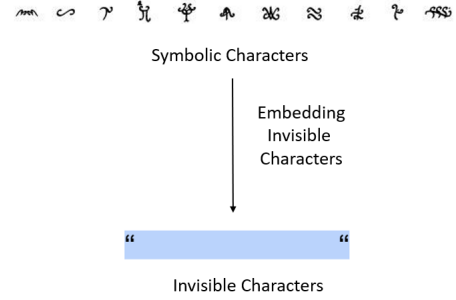 Symbolic Characters
Embedding
Invisible
Characters
“ “
Invisible Characters